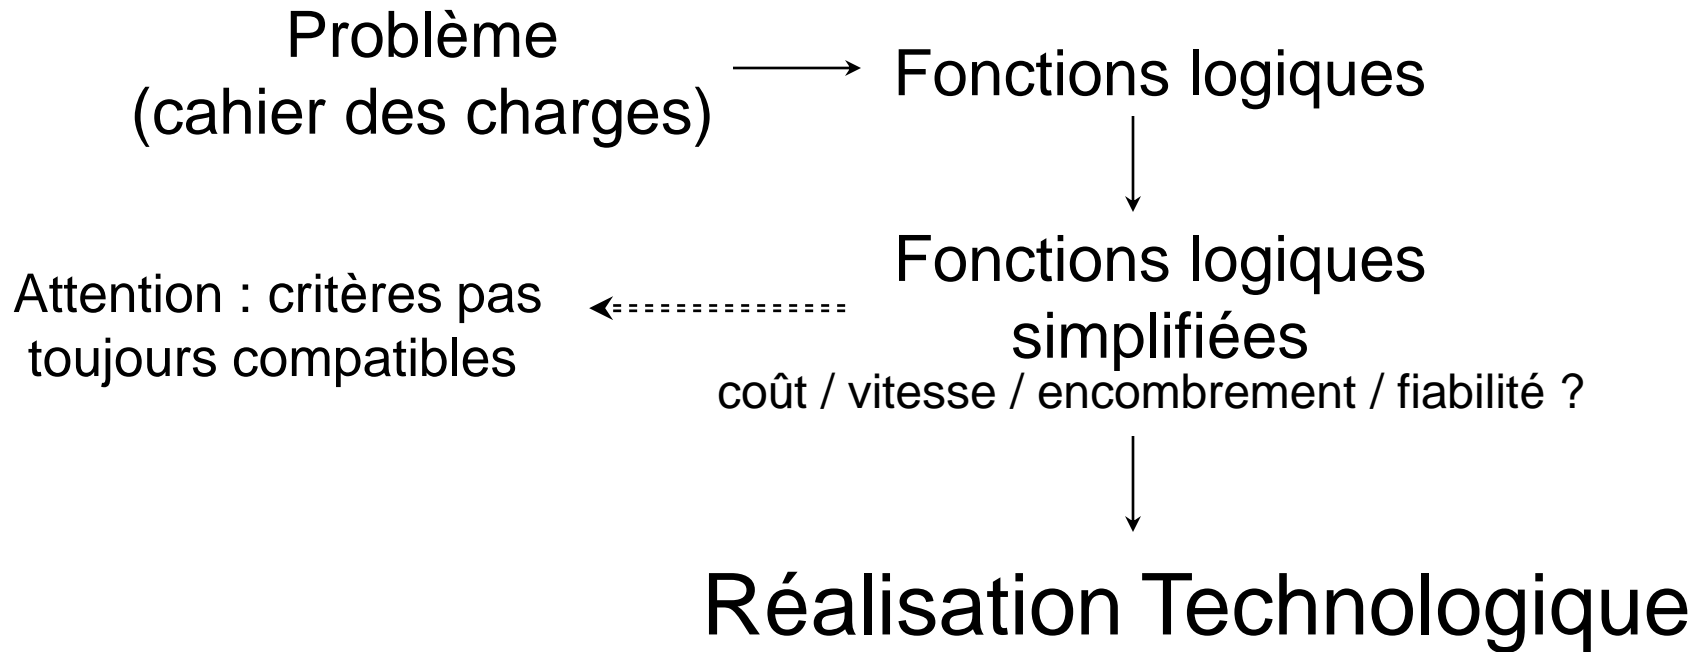 Problème
(cahier des charges)
Fonctions logiques
Fonctions logiques
simplifiées
coût / vitesse / encombrement / fiabilité ?
Attention : critères pas
toujours compatibles
Réalisation Technologique